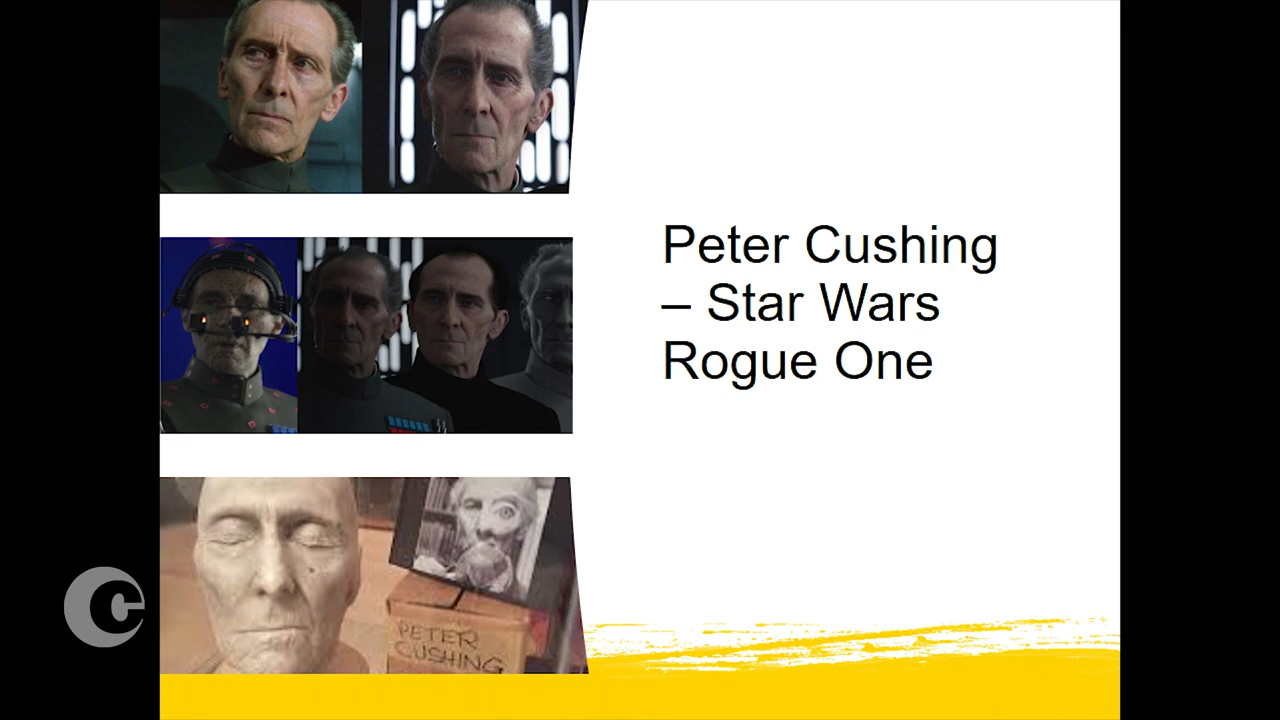 Peter Cushing
– Star Wars
Rogue One
PETER
CUSHING